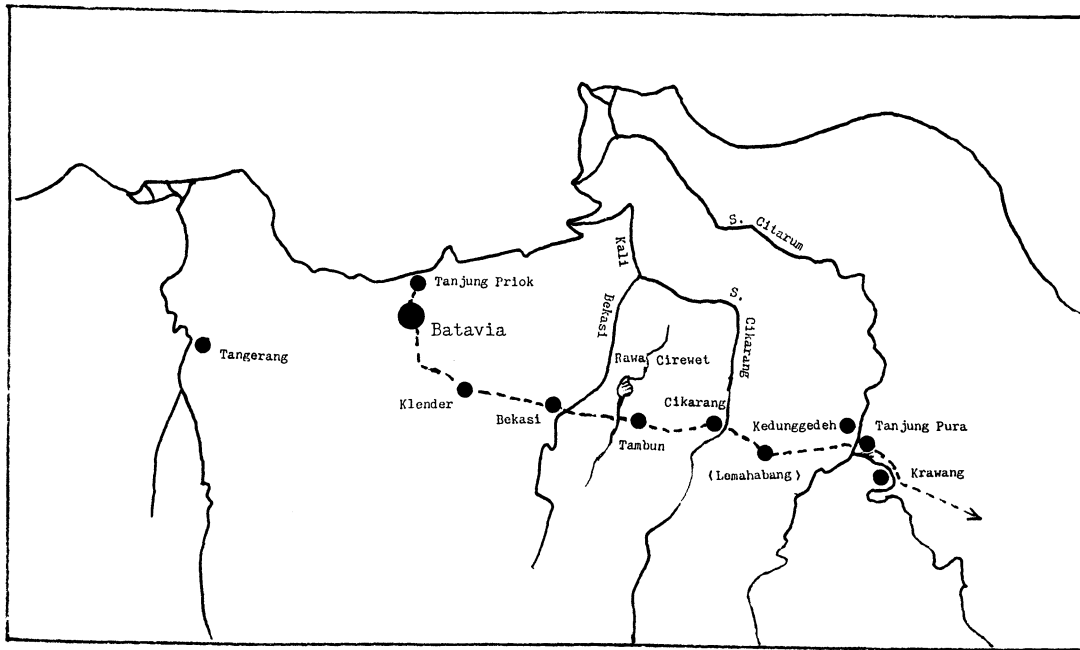 S. Citarum
Kali
Bekasi
Tanjung Priok
S.
Cikarang
Batavia
Tangerang
Rawa Cirewet
Klender
Bekasi
Cikarang
Tambun
Kedunggedeh
Tanjung Pura
(Lemahabang)
Krawang